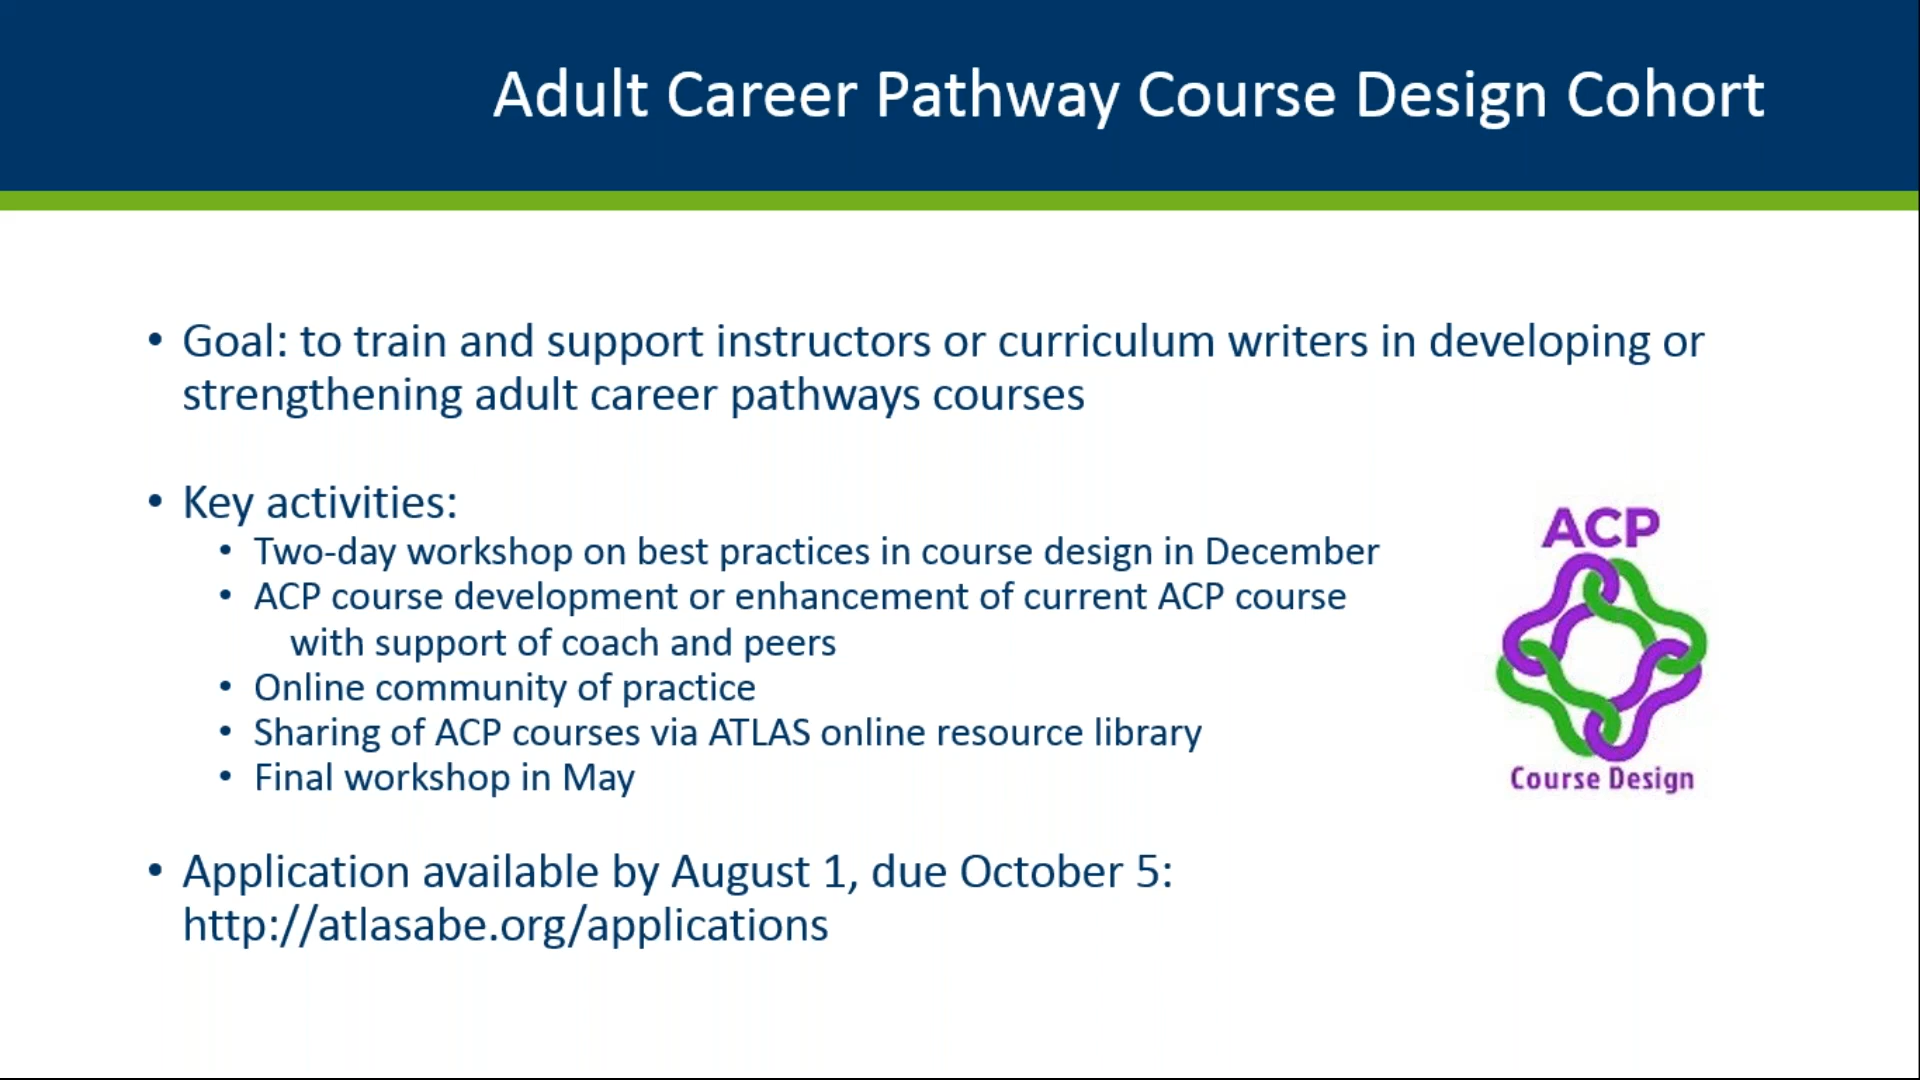 Adult Career Pathway Course Design Cohort
• Goal: to train and support instructors or curriculum writers in developing or
strengthening adult career pathways courses
• Key activities:
• Two-day workshop on best practices in course design in December
• ACP course development or enhancement of current ACP course
with support of coach and peers
• Online community of practice
• Sharing of ACP courses via ATLAS online resource library
• Final workshop in May
ACP
Course Design
• Application available by August 1, due October 5:
http://atlasabe.org/applications